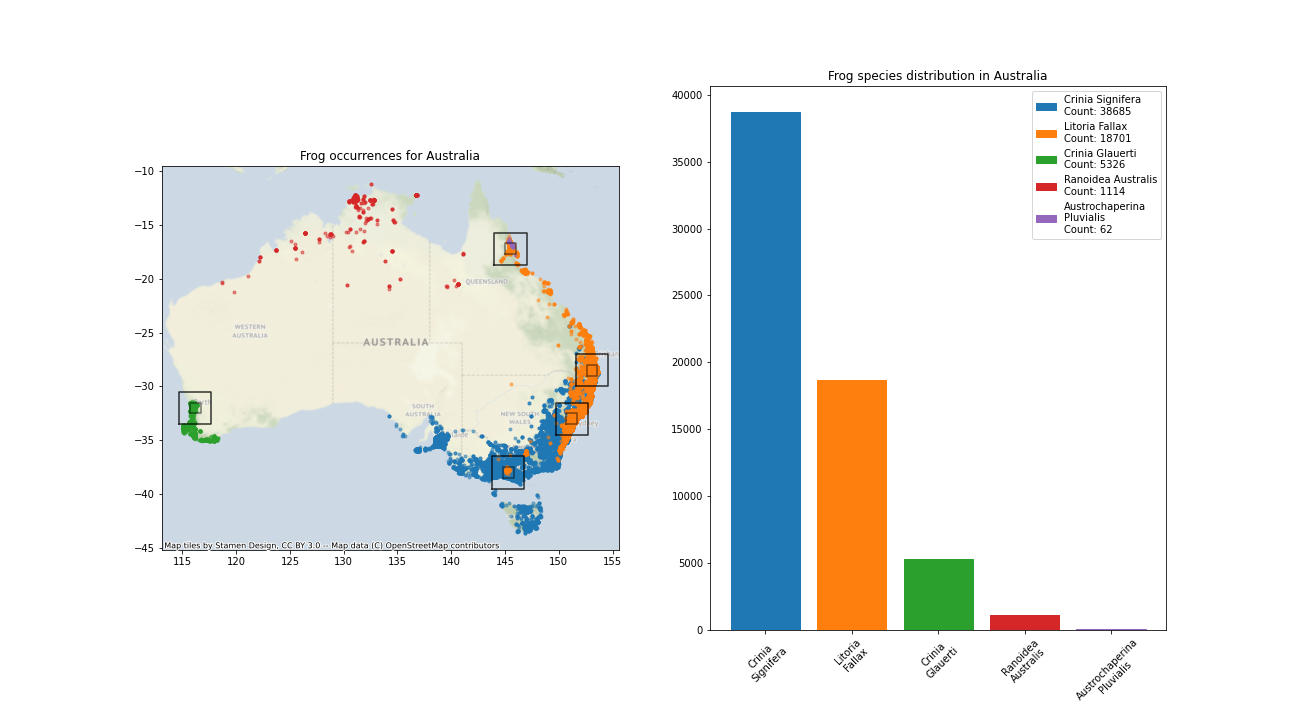 Frog occurrences for Australia
−10
−15
−20
−25
−30
−35
−40
−45
115
120
125
130
135
140
145
150
155
QUEENSLAND
WESTERN
AUSTRALIA
AUSTRALIA
SOUTH
AUSTRALIA
NEW SOUTH
WALES
Map tiles by Stamen Design, CC BY 3.0 -- Map data (C) OpenStreetMap contributors
Frog species distribution in Australia
40000
35000
30000
25000
20000
15000
10000
5000
0
Crinia Signifera
Count: 38685
Litoria Fallax
Count: 18701
Crinia Glauerti
Count: 5326
Ranoidea Australis
Count: 1114
Austrochaperina
Pluvialis
Count: 62
Crinia
Signifera
Litoria
Fallax
Crinia
Glauerti
Ranoidea
Australis
Austrochaperina
Pluvialis